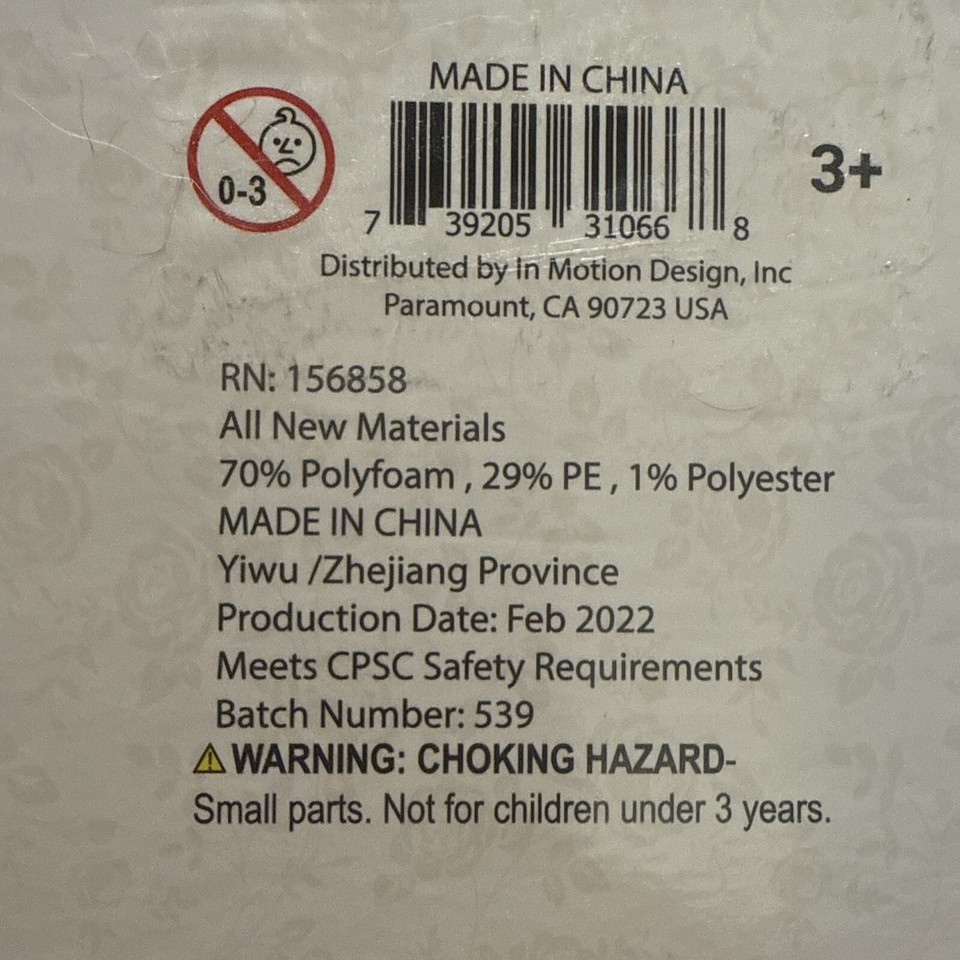 MADE IN CHINA
0-3
3+
7 39205 31066 8
Distributed by In Motion Design, Inc
Paramount, CA 90723 USA
RN: 156858
All New Materials
70% Polyfoam , 29% PE , 1% Polyester
MADE IN CHINA
Yiwu /Zhejiang Province
Production Date: Feb 2022
Meets CPSC Safety Requirements
Batch Number: 539
WARNING: CHOKING HAZARD-
Small parts. Not for children under 3 years.